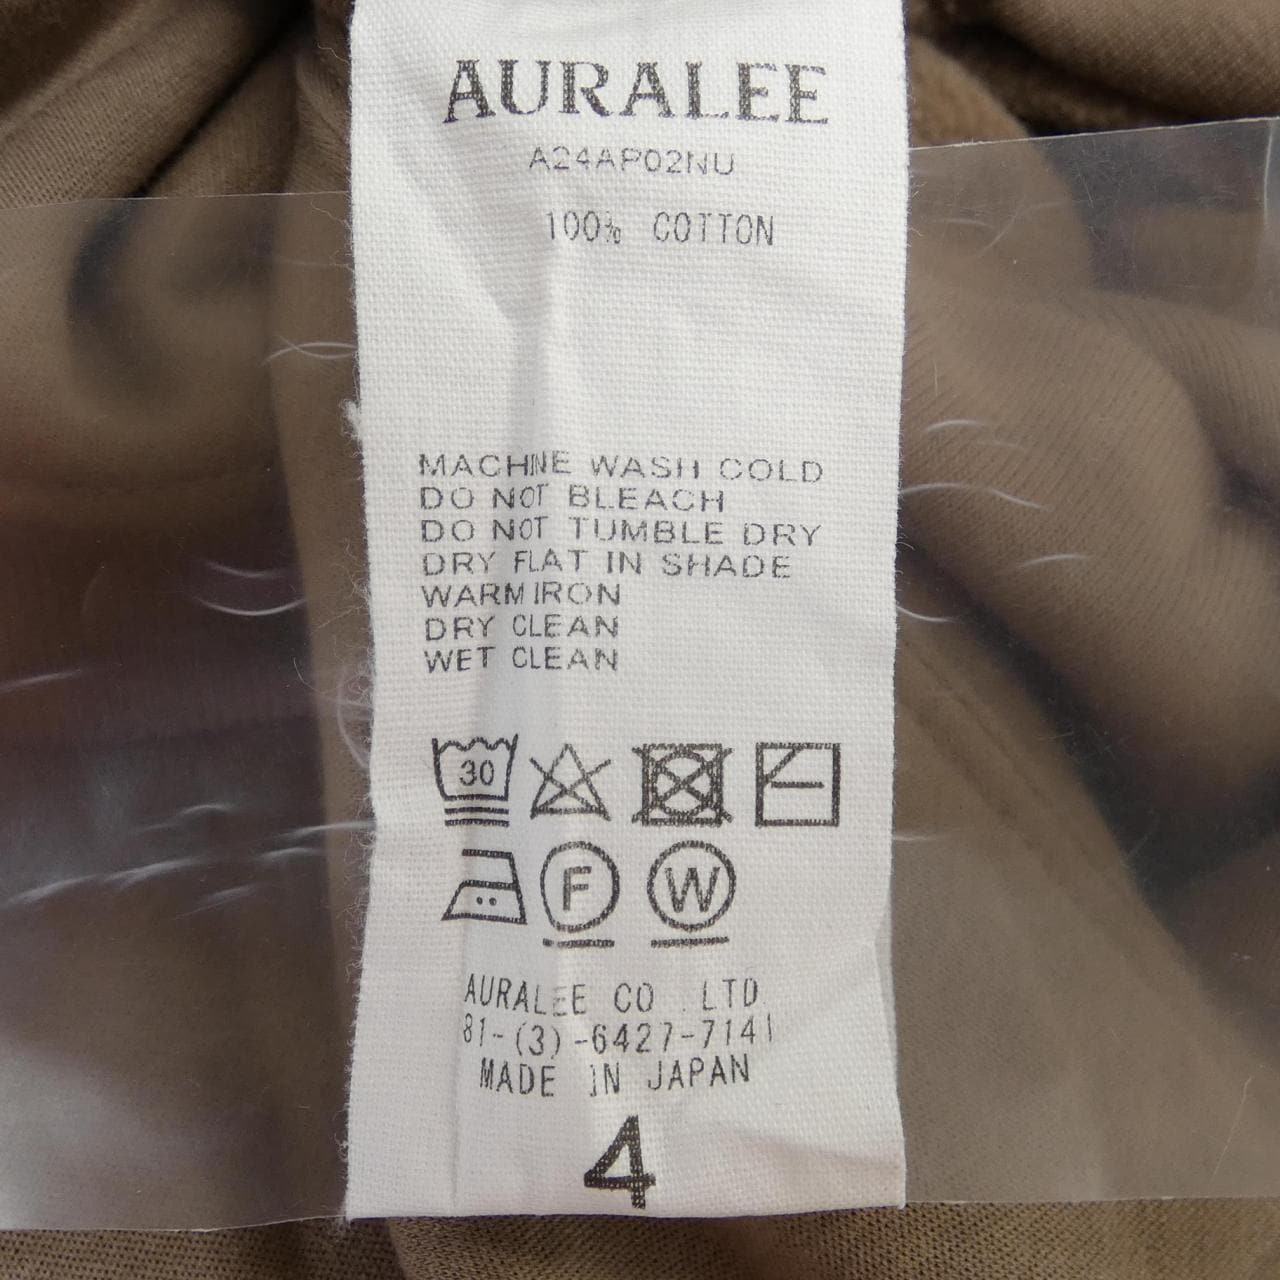 AURALEE
A24AP02NU
100% COTTON
MACHINE WASH COLD
DO NOT BLEACH
DO NOT TUMBLE DRY
DRY FLAT IN SHADE
WARM IRON
DRY CLEAN
WET CLEAN
30
F W
AURALEE CO .LTD
81-(3)-6427-7141
MADE IN JAPAN
4